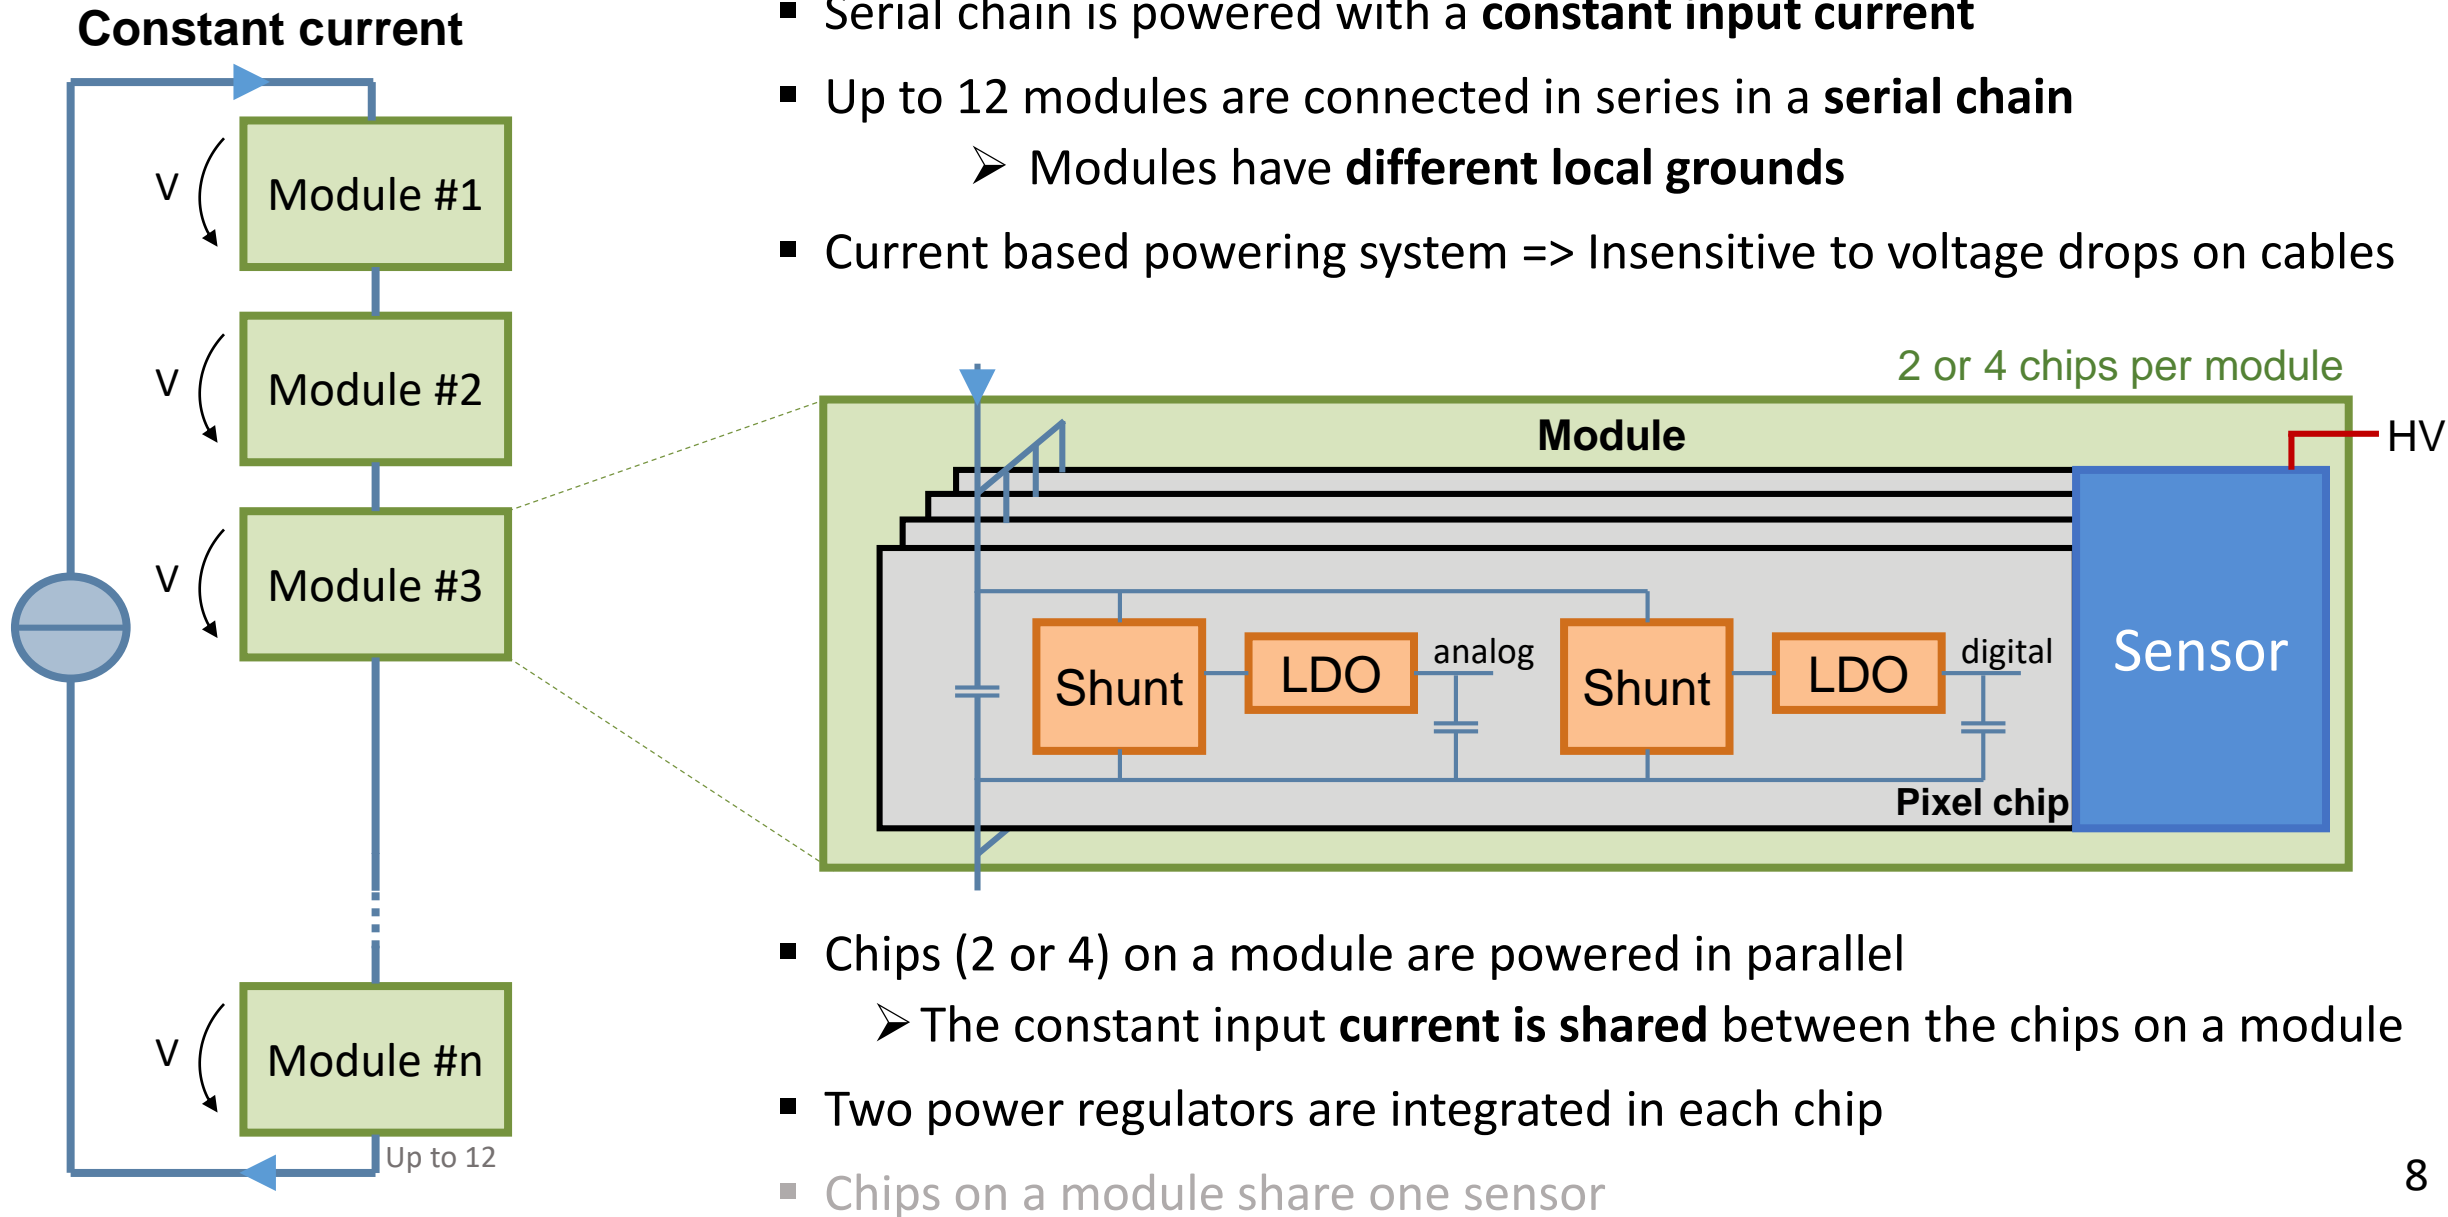 Constant current
V
Module #1
V
Module #2
V
Module #3
V
Module #n
Up to 12
▪ Serial chain is powered with a constant input current
▪ Up to 12 modules are connected in series in a serial chain
➢ Modules have different local grounds
▪ Current based powering system => Insensitive to voltage drops on cables
2 or 4 chips per module
Module
HV
Shunt
LDO
analog
Shunt
LDO
digital
Sensor
Pixel chip
▪ Chips (2 or 4) on a module are powered in parallel
➢ The constant input current is shared between the chips on a module
▪ Two power regulators are integrated in each chip
▪ Chips on a module share one sensor
8